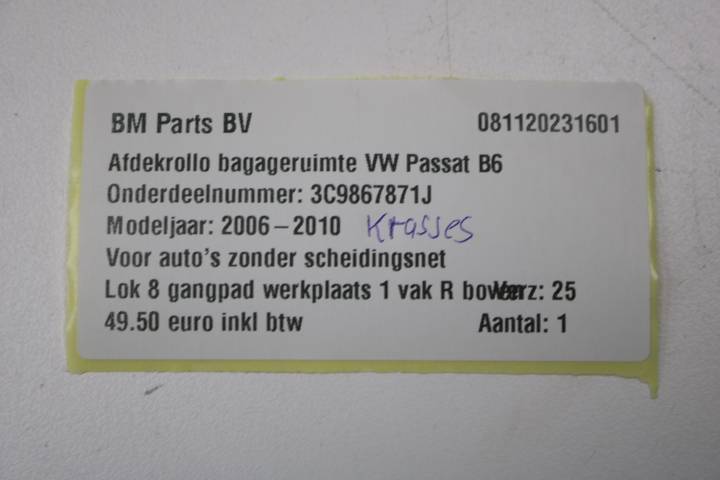 BM Parts BV 081120231601
Afdekrollo bagageruimte VW Passat B6
Onderdeelnummer: 3C9867871J
Modeljaar: 2006-2010 Krasses
Voor auto's zonder scheidingsnet
Lok 8 gangpad werkplaats 1 vak R boven Verz: 25
49.50 euro inkl btw Aantal: 1